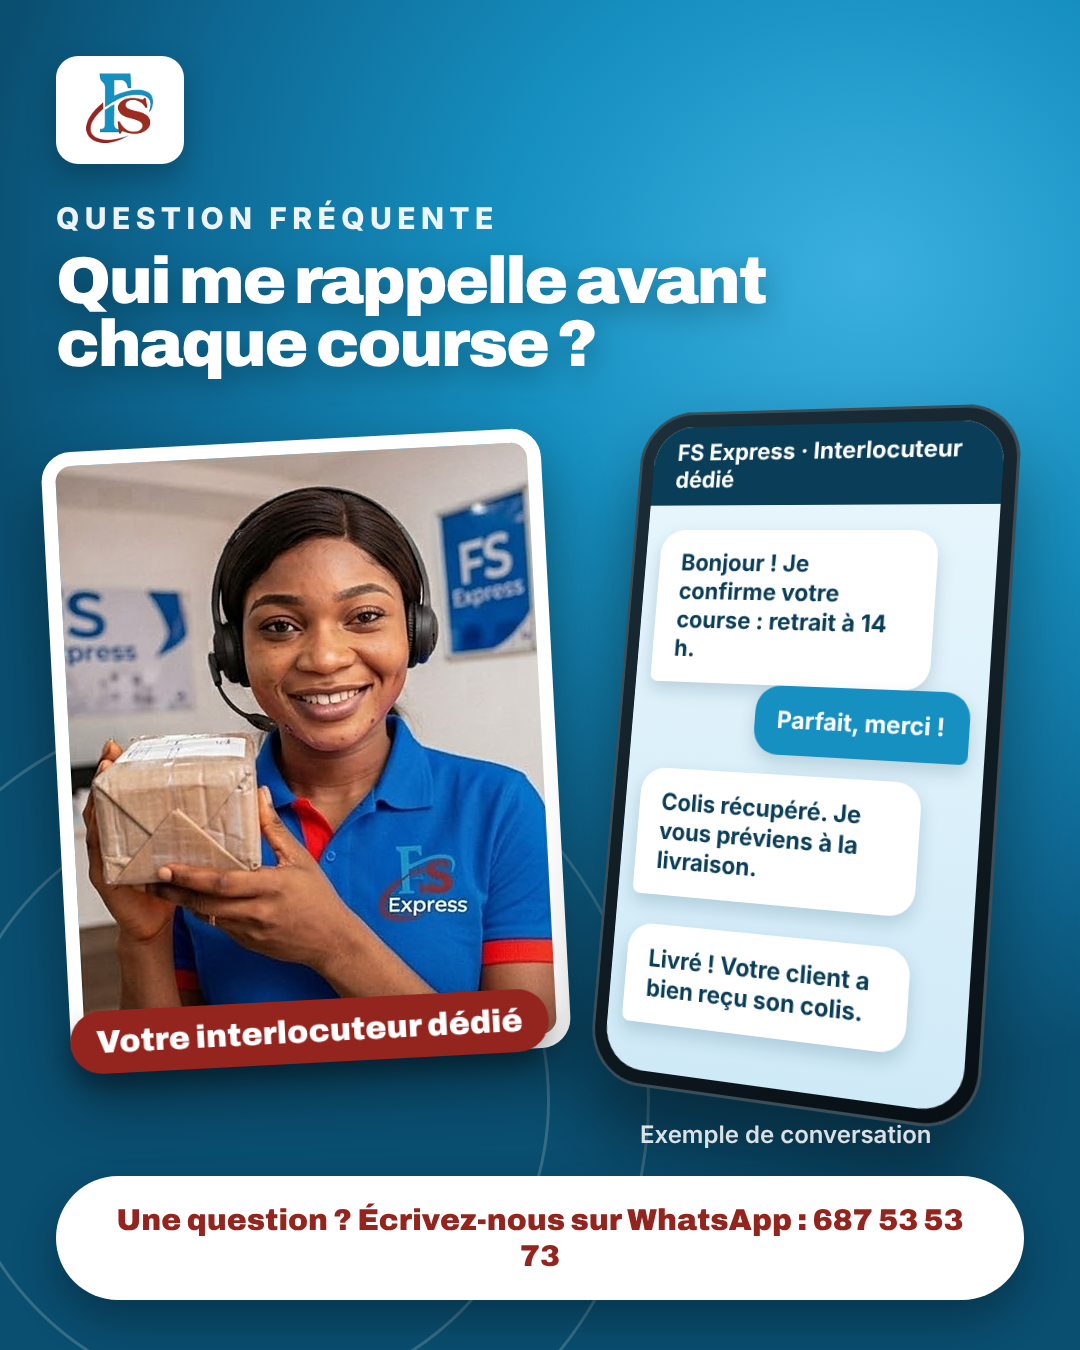 FS
QUESTION FRÉQUENTE
Qui me rappelle avant
chaque course ?
FS
Express
S
press
FS
Express
Votre interlocuteur dédié
FS Express · Interlocuteur
dédié
Bonjour ! Je
confirme votre
course : retrait à 14
h.
Parfait, merci !
Colis récupéré. Je
vous préviens à la
livraison.
Livré ! Votre client a
bien reçu son colis.
Exemple de conversation
Une question ? Écrivez-nous sur WhatsApp : 687 53 53
73